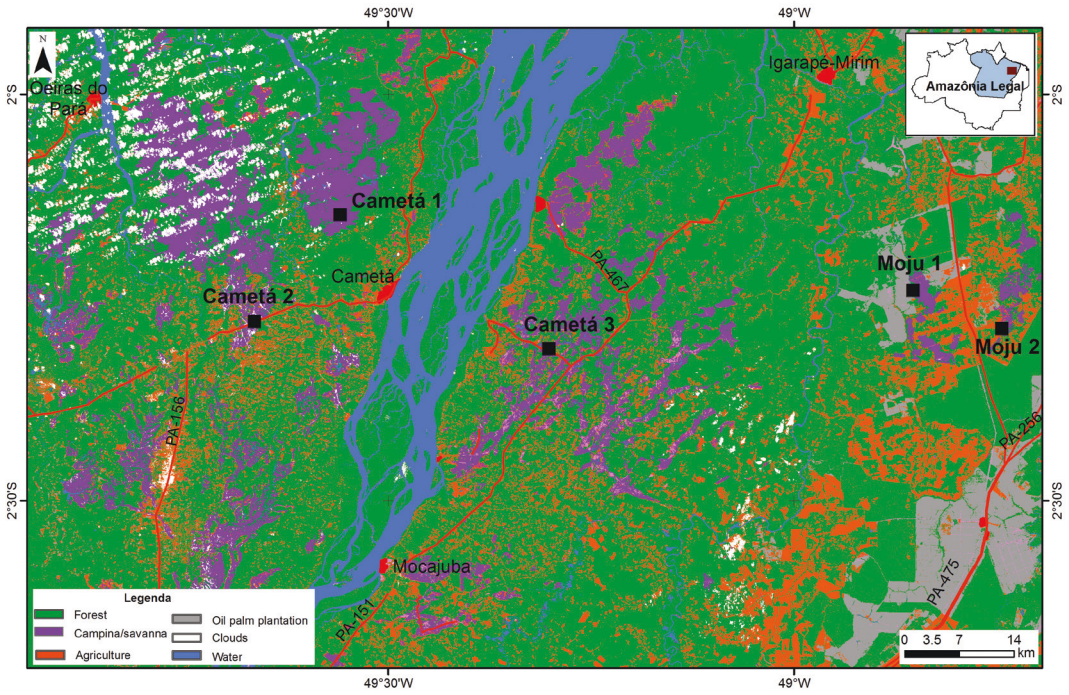 49°30'W
49°W
N
Igarapé-Mirim
Amazônia Legal
Oeiras do
Pará
2°S
2°S
Cametá 1
PA-467
Cametá
Moju 1
Cametá 2
Cametá 3
Moju 2
PA-156
PA-256
2°30'S
2°30'S
Mocajuba
PA-475
PA-151
Legenda
Forest
Campina/savanna
Agriculture
Oil palm plantation
Clouds
Water
0 3.5 7 14
km
49°30'W
49°W